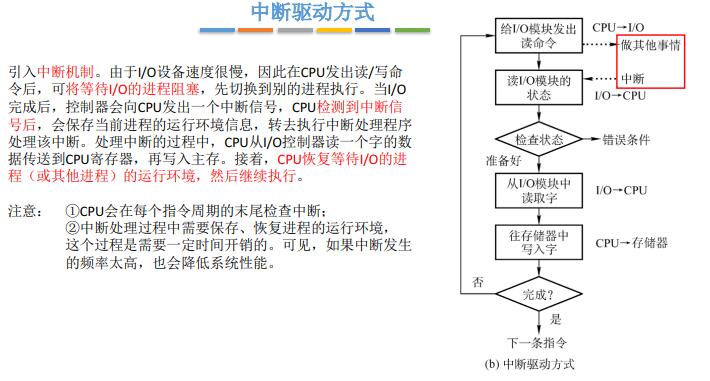 中断驱动方式
引入中断机制。由于I/O设备速度很慢，因此在CPU发出读/写命
令后，可将等待I/O的进程阻塞，先切换到别的进程执行。当I/O
完成后，控制器会向CPU发出一个中断信号，CPU检测到中断信
号后，会保存当前进程的运行环境信息，转去执行中断处理程序
处理该中断。处理中断的过程中，CPU从I/O控制器读一个字的数
据传送到CPU寄存器，再写入主存。接着，CPU恢复等待I/O的进
程（或其他进程）的运行环境，然后继续执行。
注意： ①CPU会在每个指令周期的末尾检查中断；
②中断处理过程中需要保存、恢复进程的运行环境，
这个过程是需要一定时间开销的。可见，如果中断发生
的频率太高，也会降低系统性能。
给I/O模块发出
读命令
CPU→I/O
做其他事情
读I/O模块的
状态
中断
I/O→CPU
检查状态
错误条件
准备好
从I/O模块中
读取字
I/O→CPU
往存储器中
写入字
CPU→存储器
否
完成?
是
下一条指令
(b) 中断驱动方式